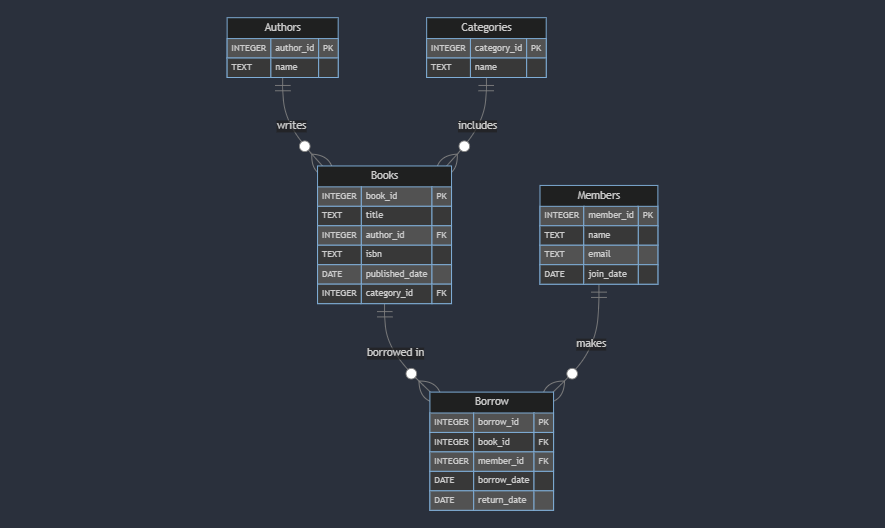 Authors
INTEGER author_id PK
TEXT name
Categories
INTEGER category_id PK
TEXT name
writes
includes
Books
INTEGER book_id PK
TEXT title
INTEGER author_id FK
TEXT isbn
DATE published_date
INTEGER category_id FK
Members
INTEGER member_id PK
TEXT name
TEXT email
DATE join_date
borrowed in
makes
Borrow
INTEGER borrow_id PK
INTEGER book_id FK
INTEGER member_id FK
DATE borrow_date
DATE return_date